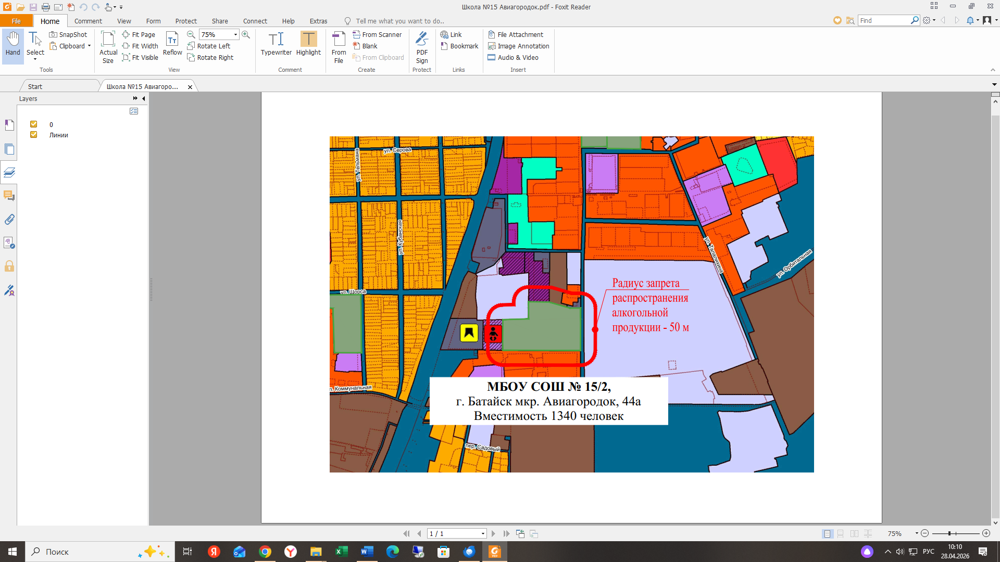 Школа №15 Авиагородок.pdf - Foxit Reader
File
Home
Comment
View
Form
Protect
Share
Connect
Help
Extras
Tell me what you want to do..
Find
Hand
Select
SnapShot
Clipboard
Tools
Actual Size
Fit Page
Fit Width
Fit Visible
Reflow
75%
Rotate Left
Rotate Right
View
Typewriter
Highlight
Comment
From File
From Scanner
Blank
From Clipboard
Create
PDF Sign
Protect
Link
Bookmark
Links
File Attachment
Image Annotation
Audio & Video
Insert
Start
Школа №15 Авиагоро...
Layers
0
Линии
ул. Серова
ул. Тельмана
ул. Кубанская
ул. Щорса
ул. Талалихина
ул. Орбитальная
Радиус запрета
распространения
алкогольной
продукции - 50 м
л. Коммунальная
МБОУ СОШ № 15/2,
г. Батайск мкр. Авиагородок, 44а
Вместимость 1340 человек
пер. Садовый
1 / 1
75%
Поиск
РУС
10:10
28.04.2026